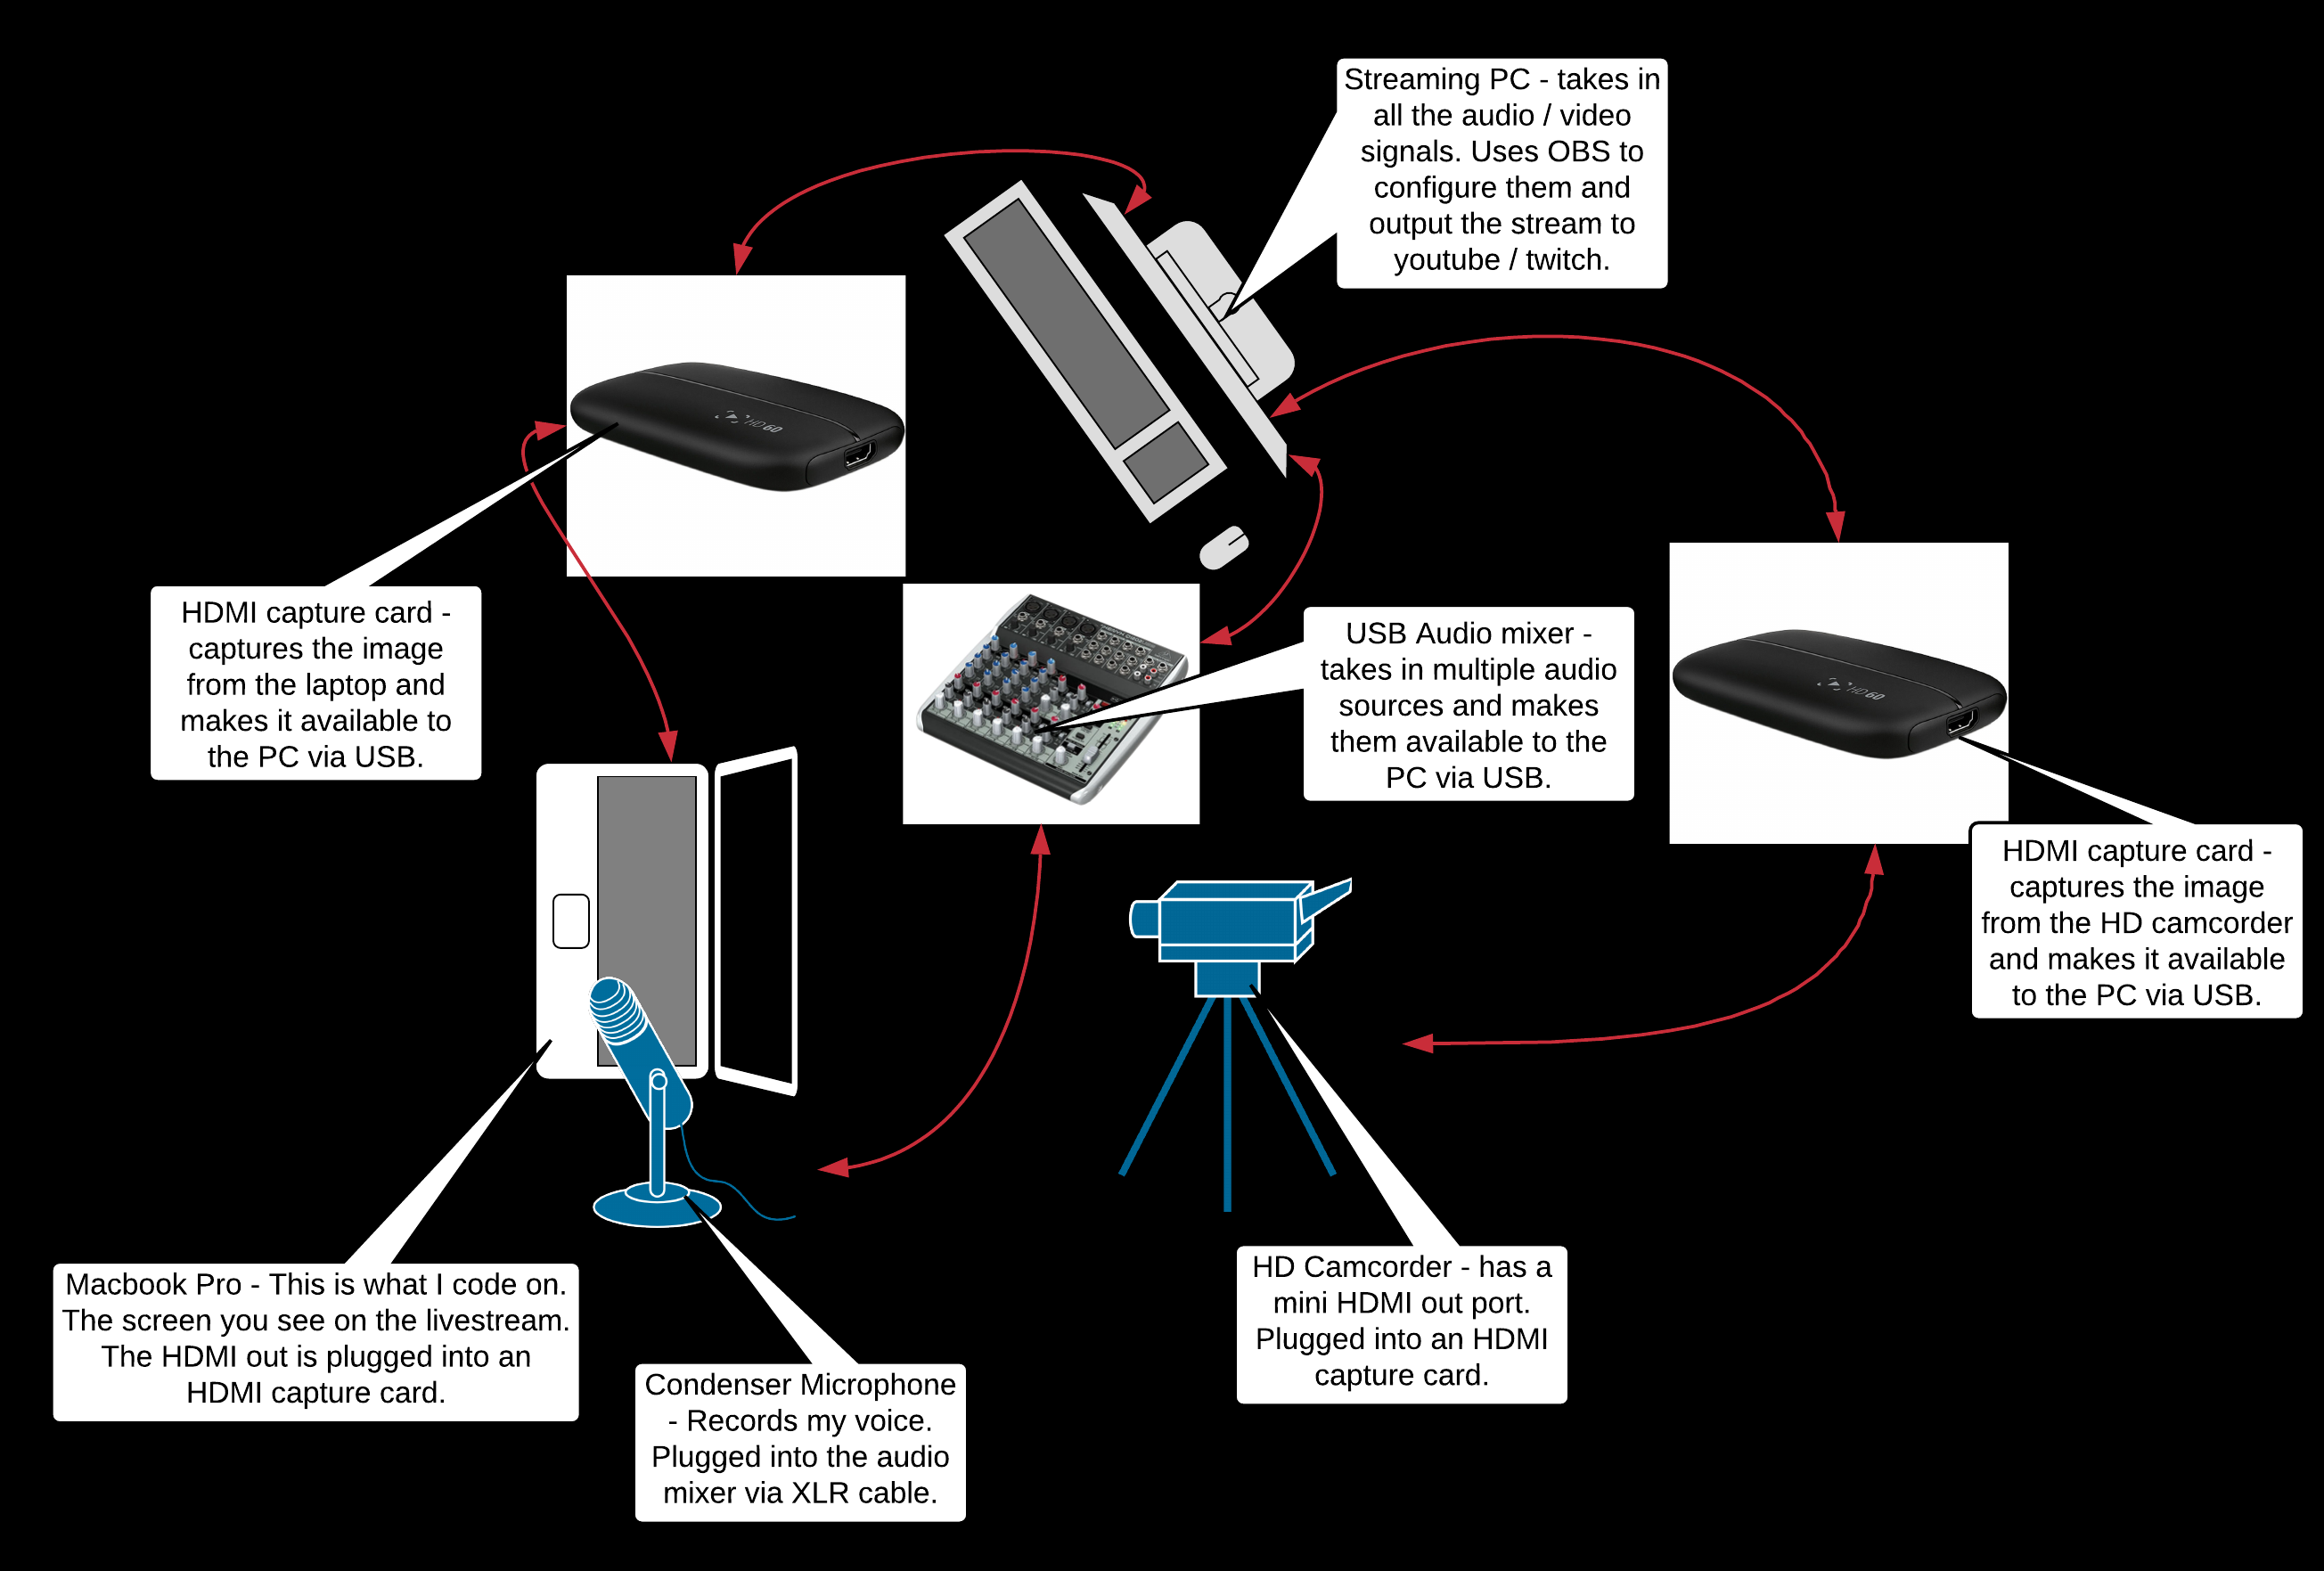 Streaming PC - takes in
all the audio / video
signals. Uses OBS to
configure them and
output the stream to
youtube / twitch.
HD60
HDMI capture card -
captures the image
from the laptop and
makes it available to
the PC via USB.
USB Audio mixer -
takes in multiple audio
sources and makes
them available to the
PC via USB.
HD60
HDMI capture card -
captures the image
from the HD camcorder
and makes it available
to the PC via USB.
Macbook Pro - This is what I code on.
The screen you see on the livestream.
The HDMI out is plugged into an
HDMI capture card.
Condenser Microphone
- Records my voice.
Plugged into the audio
mixer via XLR cable.
HD Camcorder - has a
mini HDMI out port.
Plugged into an HDMI
capture card.